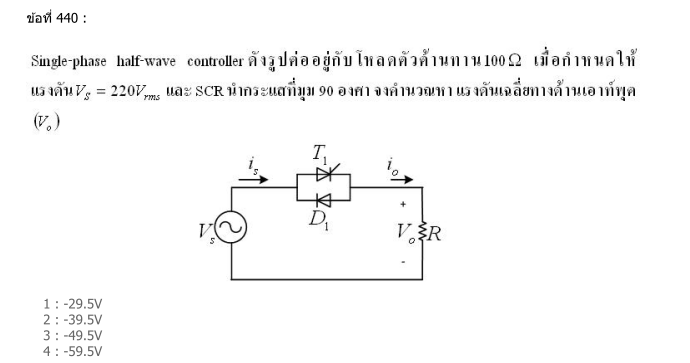 ข้อที่ 440 :
Single-phase half-wave controller ดังรูปต่ออยู่กับโหลดตัวต้านทาน 100 Ω เมื่อกำหนดให้
แรงดัน V_s = 220V_rms และ SCR นำกระแสที่มุม 90 องศา จงคำนวณหาแรงดันเฉลี่ยทางด้านเอาท์พุต
(V_o)
T_1
i_s
i_o
+
D_1
V_s
V_o
R
-
1 : -29.5V
2 : -39.5V
3 : -49.5V
4 : -59.5V